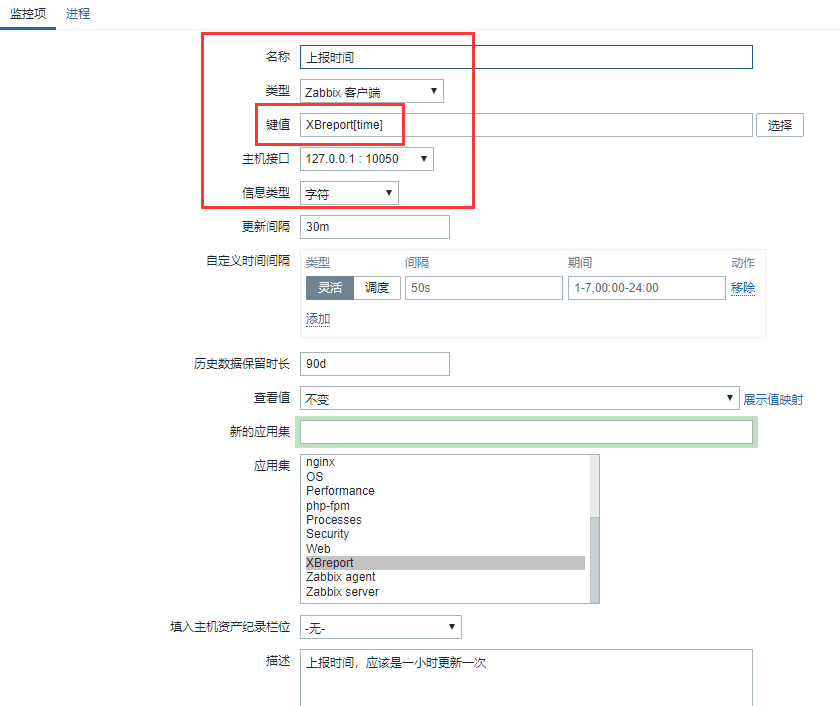 监控项 进程
名称 上报时间
类型 Zabbix 客户端
键值 XBreport[time] 选择
主机接口 127.0.0.1 : 10050
信息类型 字符
更新间隔 30m
自定义时间间隔 类型 间隔 期间 动作
灵活 调度 50s 1-7,00:00-24:00 移除
添加
历史数据保留时长 90d
查看值 不变 展示值映射
新的应用集
应用集 nginx
OS
Performance
php-fpm
Processes
Security
Web
XBreport
Zabbix agent
Zabbix server
填入主机资产纪录栏位 -无-
描述 上报时间，应该是一小时更新一次